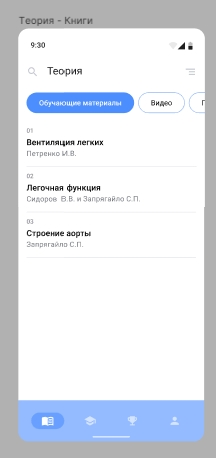 Теория - Книги
9:30
Теория
Обучающие материалы
Видео
01
Вентиляция легких
Петренко И.В.
02
Легочная функция
Сидоров В.В. и Запрягайло С.П.
03
Строение аорты
Запрягайло С.П.